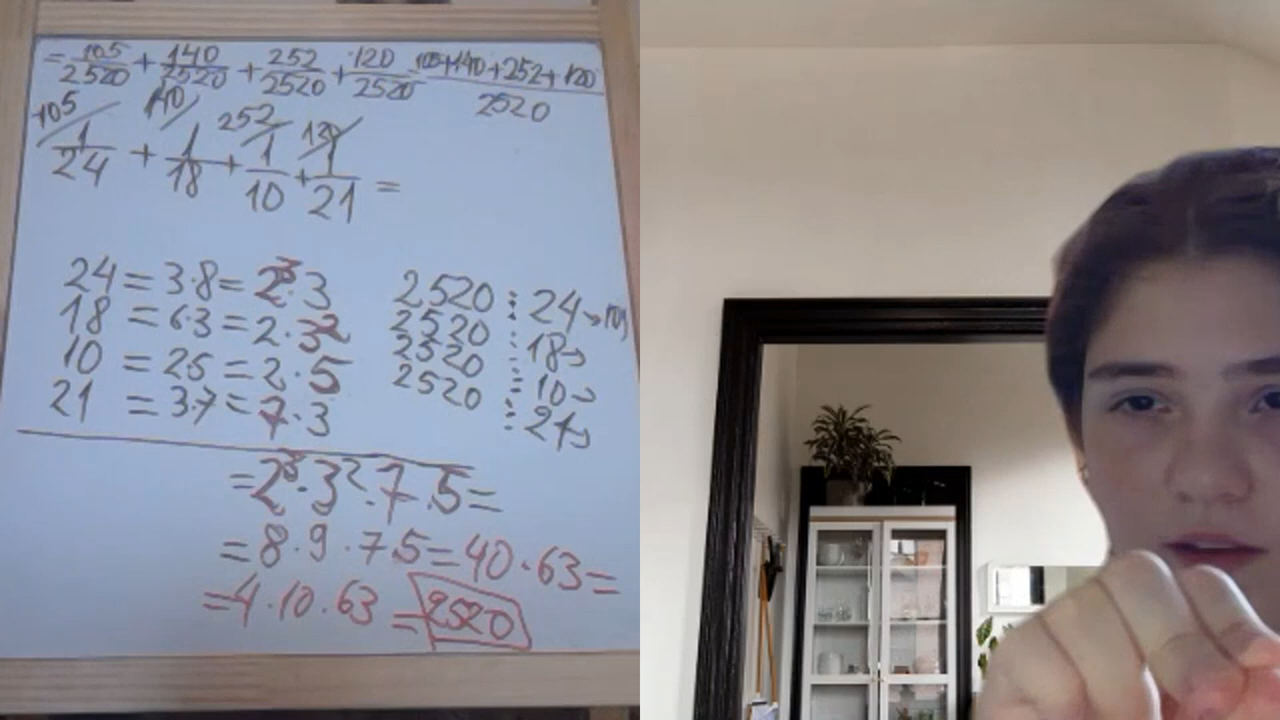 = 105/2520 + 140/2520 + 252/2520 + 120/2520 = 105+140+252+120/2520
105 140 252 120
1/24 + 1/18 + 1/10 + 1/21 =
24 = 3·8 = 2³·3
18 = 6·3 = 2·3²
10 = 2·5 = 2·5
21 = 3·7 = 7·3
2520 : 24 → 105
2520 : 18 →
2520 : 10 →
2520 : 21 →
= 2³·3²·7·5 =
= 8·9·7·5 = 40·63 =
= 4·10·63 = 2520